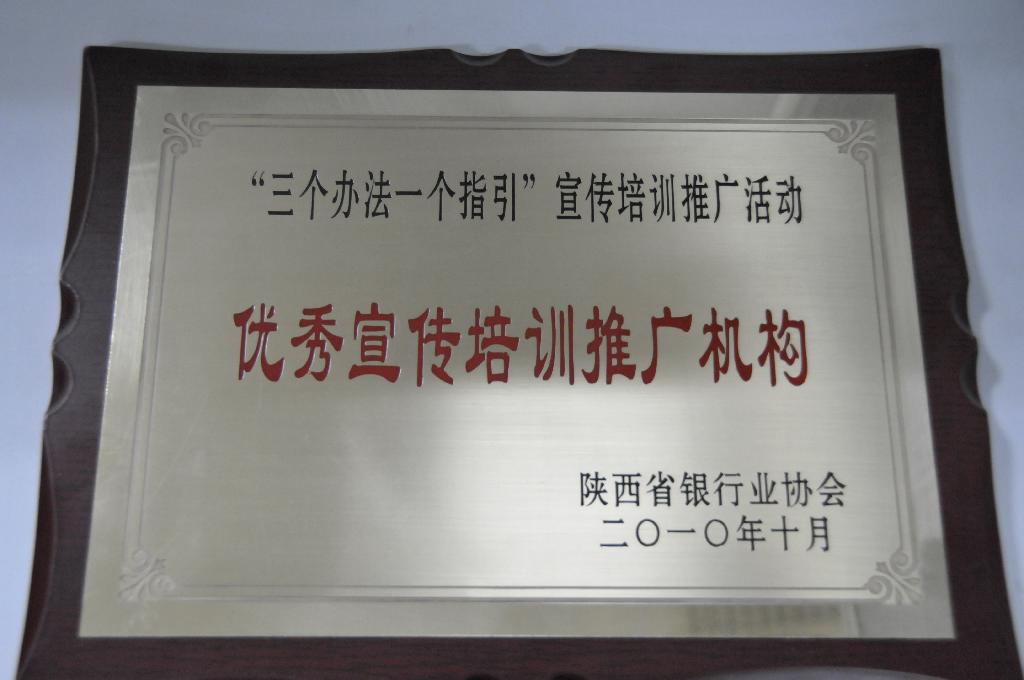 “三个办法一个指引”宣传培训推广活动
优秀宣传培训推广机构
陕西省银行业协会
二〇一〇年十月